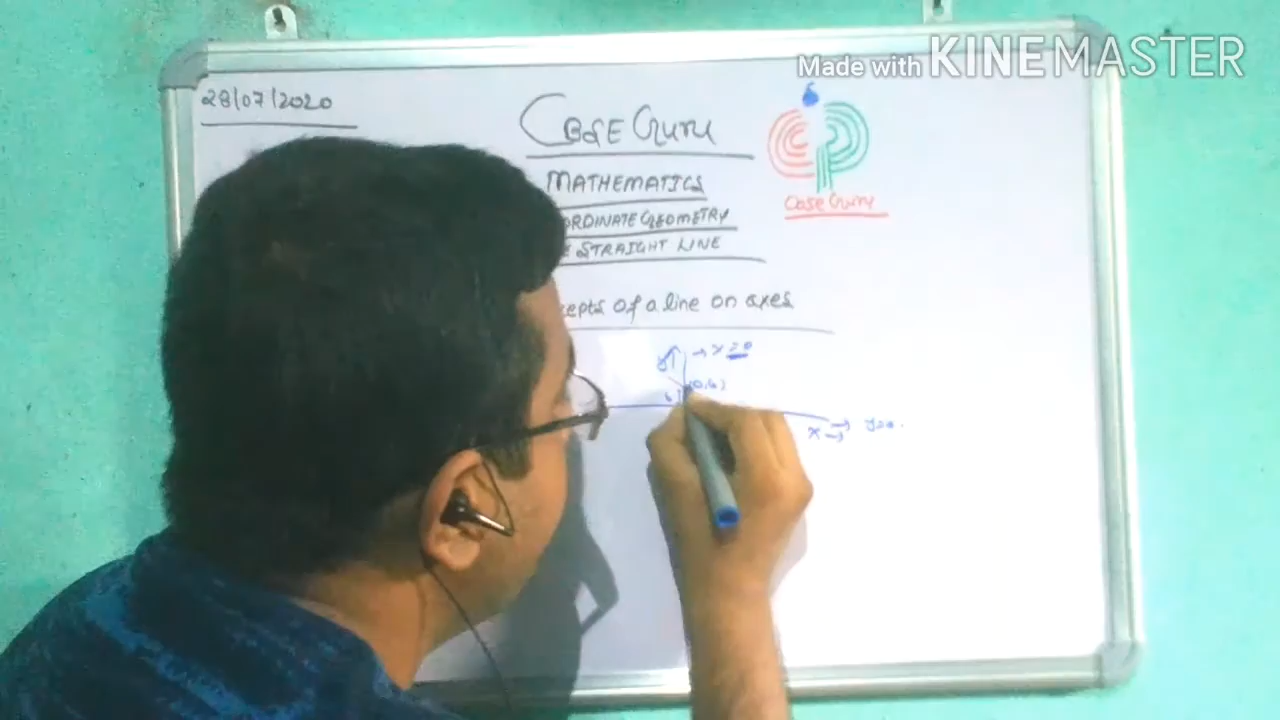 Made with KINEMASTER
28/07/2020
CBSE Guru
MATHEMATICS
ORDINATE GEOMETRY
STRAIGHT LINE
cepts of a line on axes
CBSE Guru
y → x=0
b (0,b)
x → y=0.